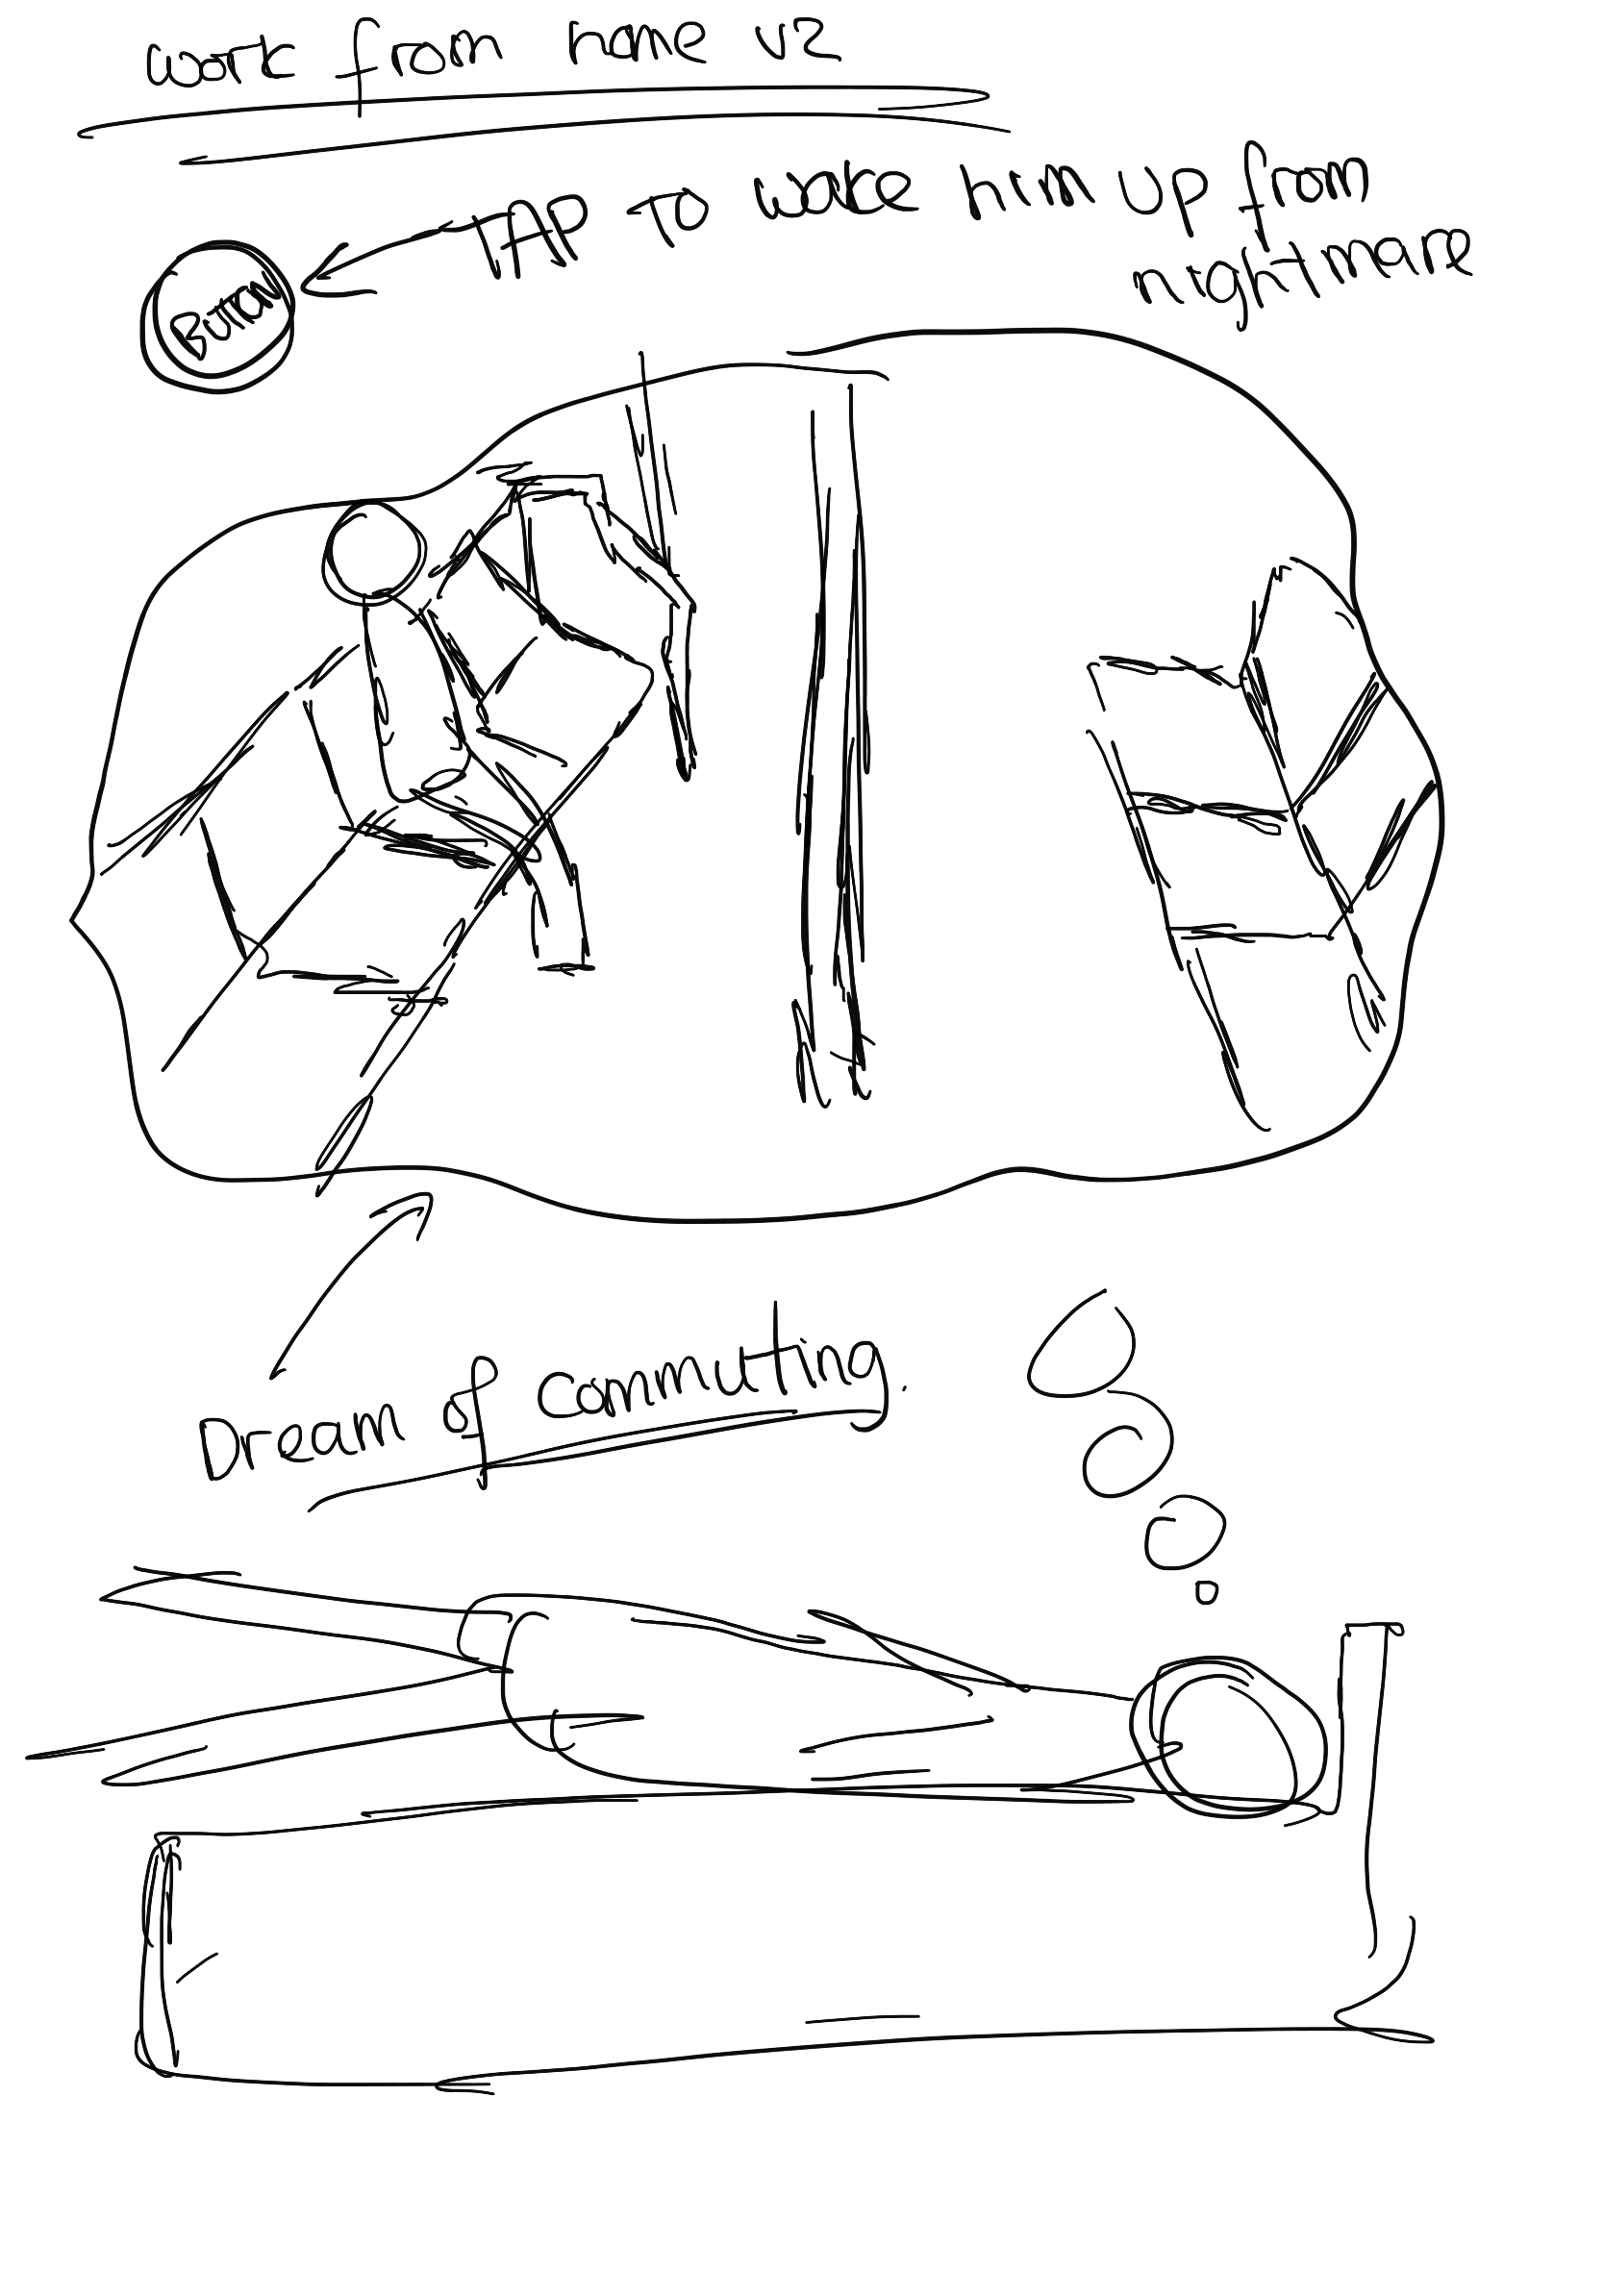 work from home v2
TAP TO wake him up from
nightmare
Button
Dream of commuting.